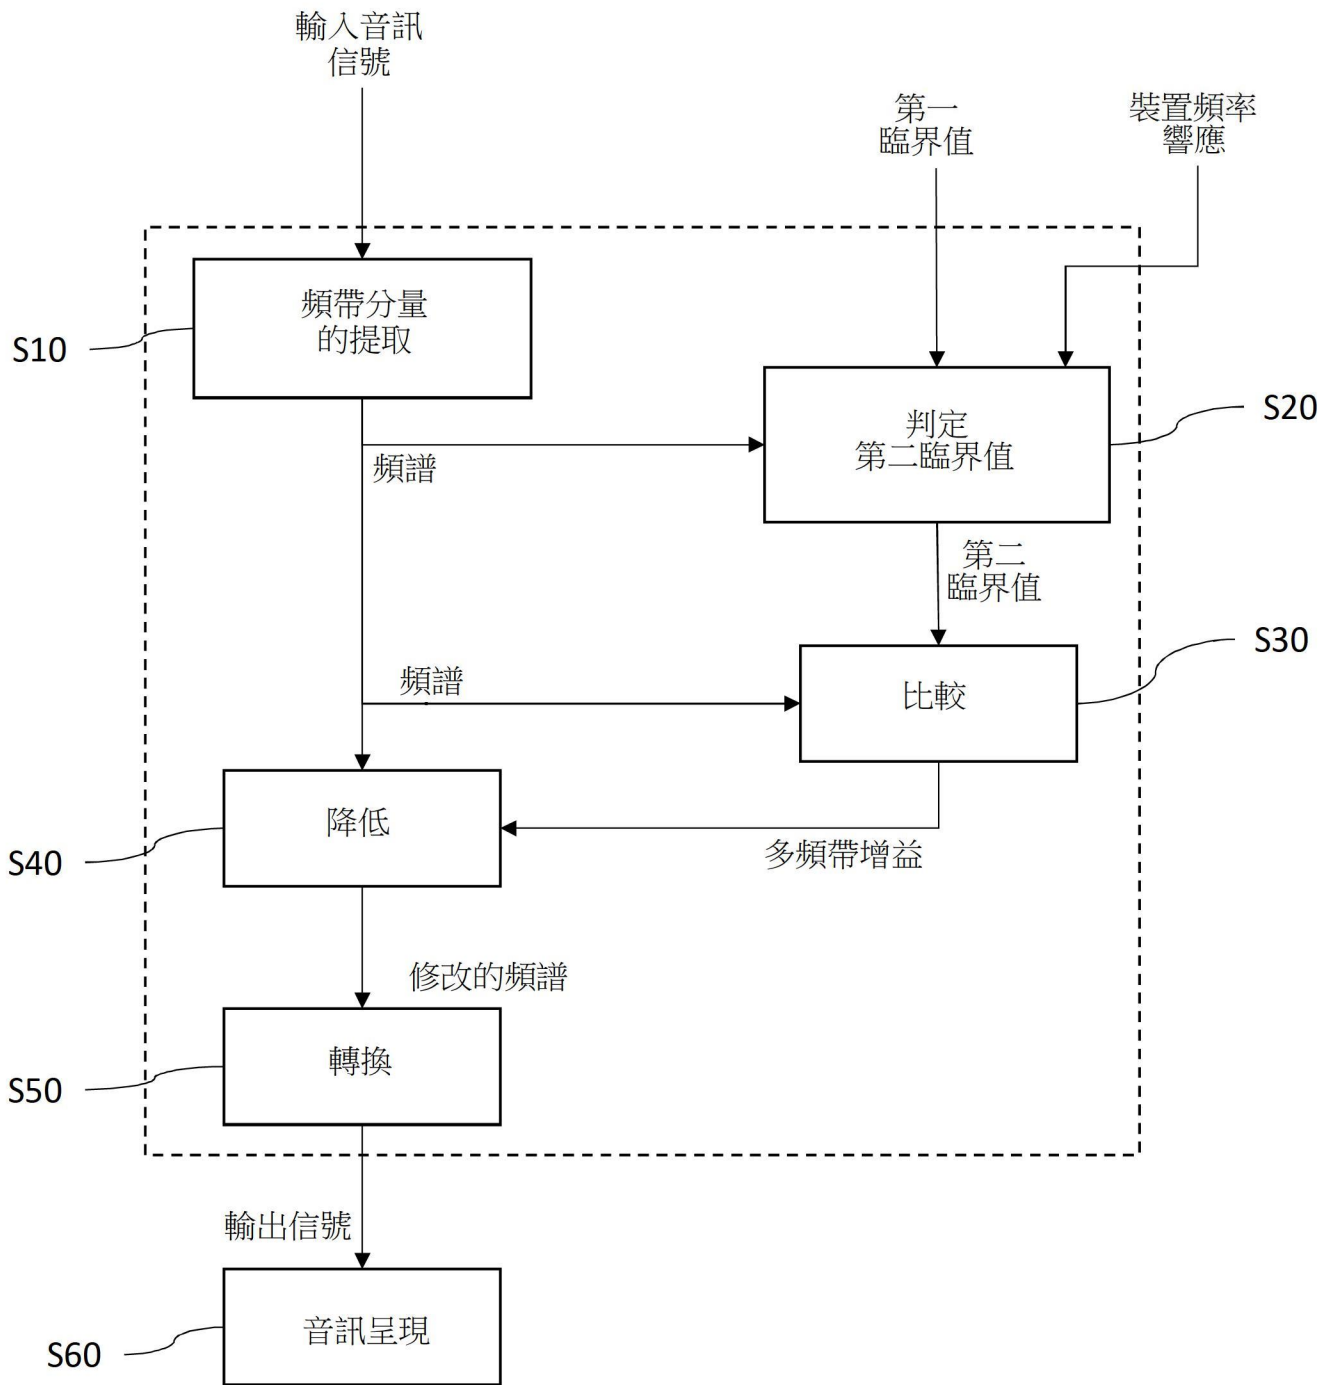 輸入音訊
信號
第一
臨界值
裝置頻率
響應
頻帶分量
的提取
S10
判定
第二臨界值
S20
頻譜
第二
臨界值
頻譜
比較
S30
降低
S40
多頻帶增益
修改的頻譜
轉換
S50
輸出信號
音訊呈現
S60